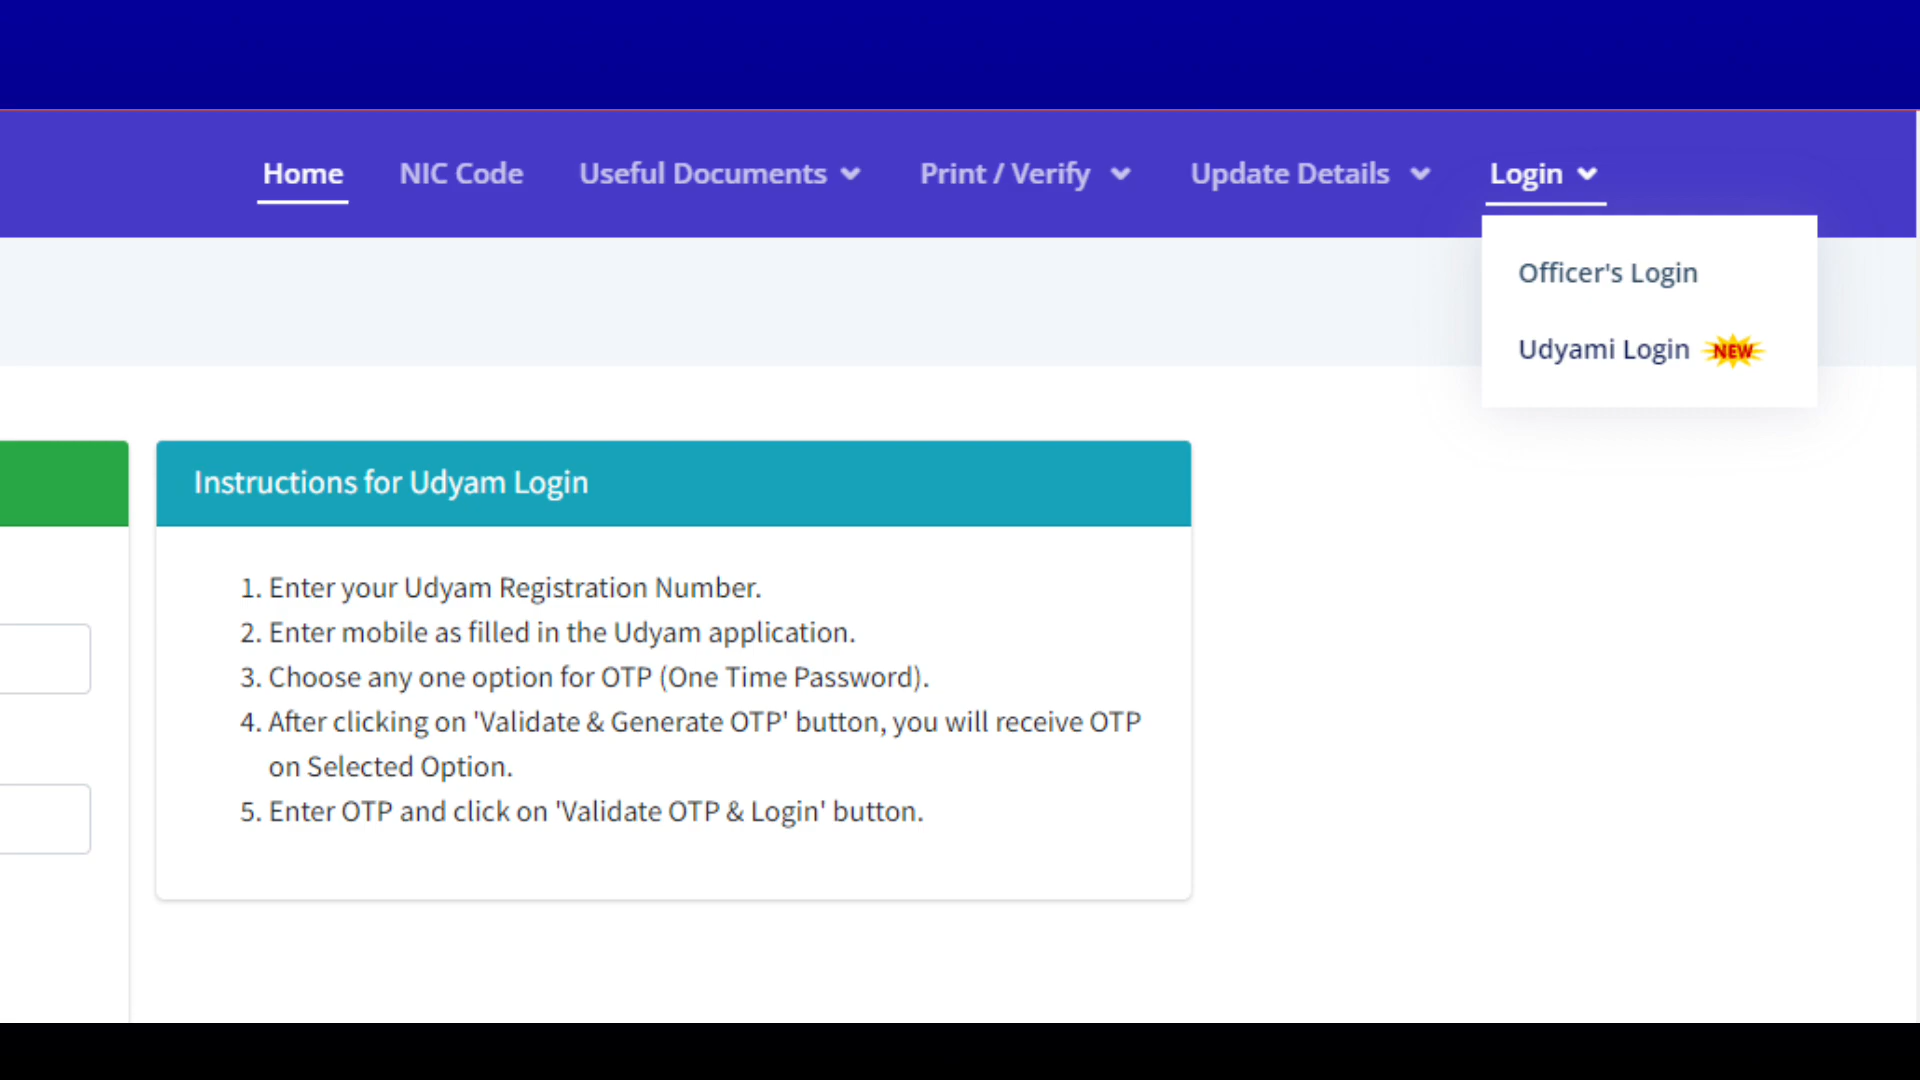 Home NIC Code Useful Documents Print / Verify Update Details Login
Officer's Login
Udyami Login NEW
Instructions for Udyam Login
1. Enter your Udyam Registration Number.
2. Enter mobile as filled in the Udyam application.
3. Choose any one option for OTP (One Time Password).
4. After clicking on 'Validate & Generate OTP' button, you will receive OTP
on Selected Option.
5. Enter OTP and click on 'Validate OTP & Login' button.